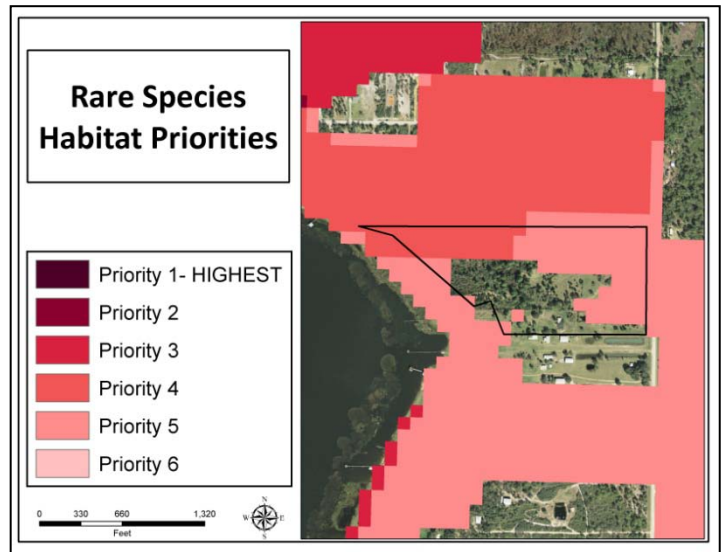 Rare Species
Habitat Priorities
Priority 1- HIGHEST
Priority 2
Priority 3
Priority 4
Priority 5
Priority 6
0 330 660 1,320
Feet
N
W E
S